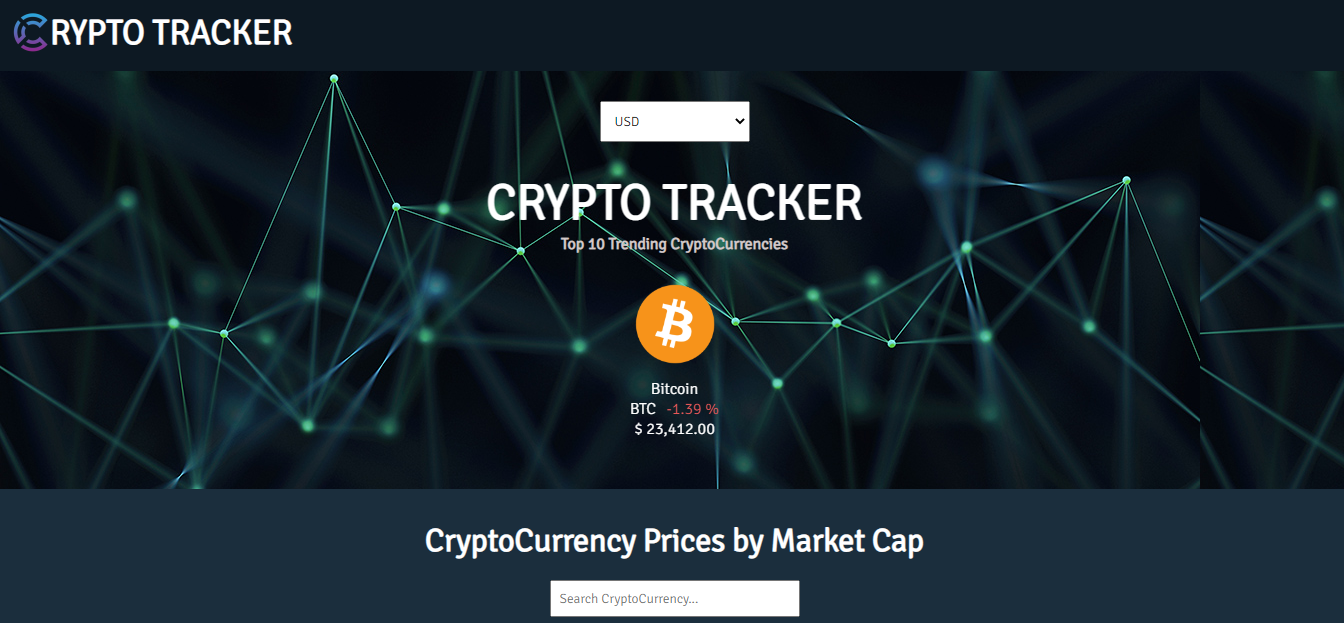 CRYPTO TRACKER
USD
CRYPTO TRACKER
Top 10 Trending CryptoCurrencies
Bitcoin
BTC -1.39 %
$ 23,412.00
CryptoCurrency Prices by Market Cap
Search CryptoCurrency...